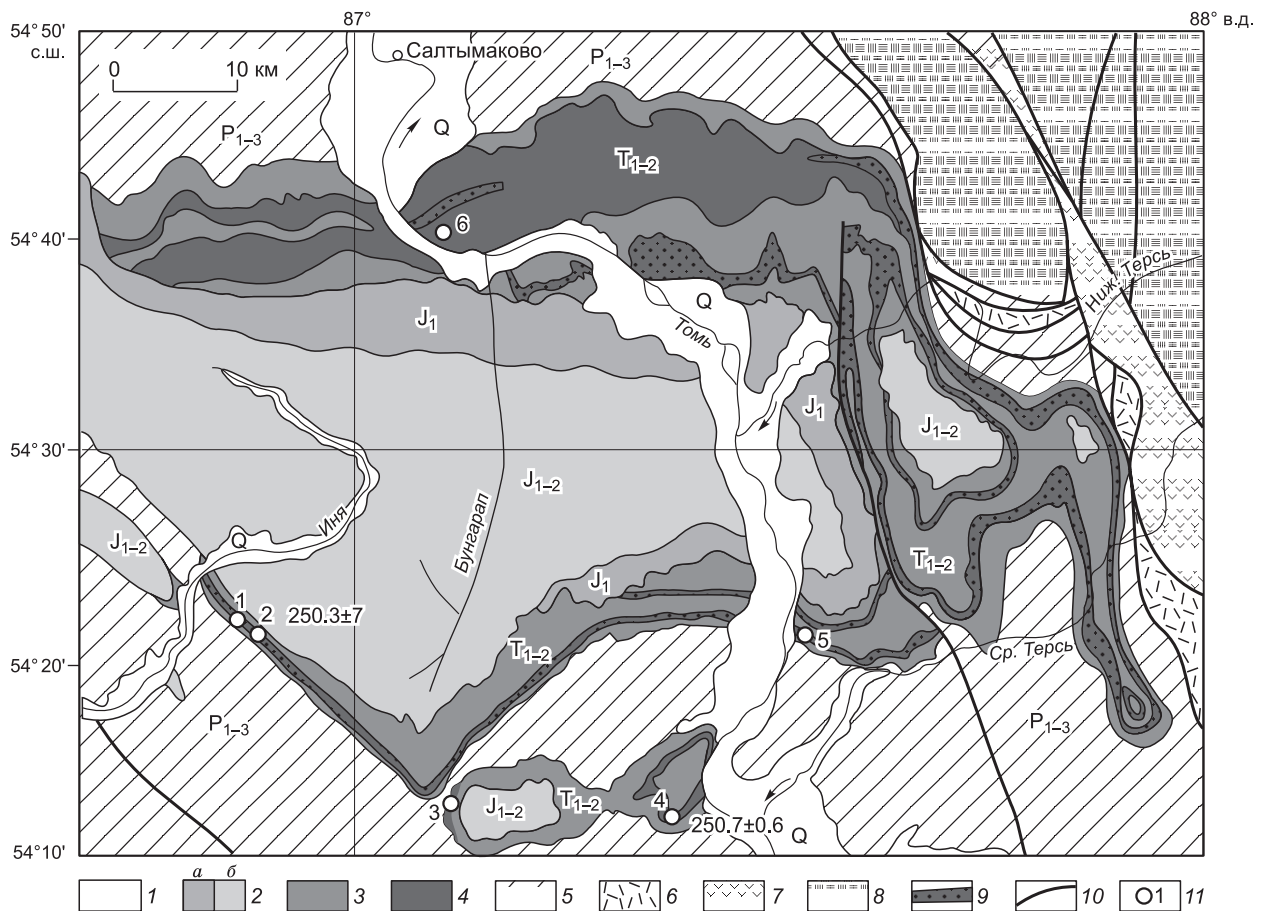 87°
88° в.д.
54° 50'
с.ш.
0 10 км
Салтымаково
P1–3
P1–3
Q
T1–2
6
54° 40'
Ниж. Терсь
Q
Томь
J1
J1
J1–2
54° 30'
J1–2
Иня
Бунгарап
Q
J1–2
T1–2
J1
1
2
250.3±7
T1–2
5
Ср. Терсь
54° 20'
P1–3
P1–3
3
J1–2
T1–2
4
250.7±0.6
Q
54° 10'
а б
1 2 3 4 5 6 7 8 9 10 1 11